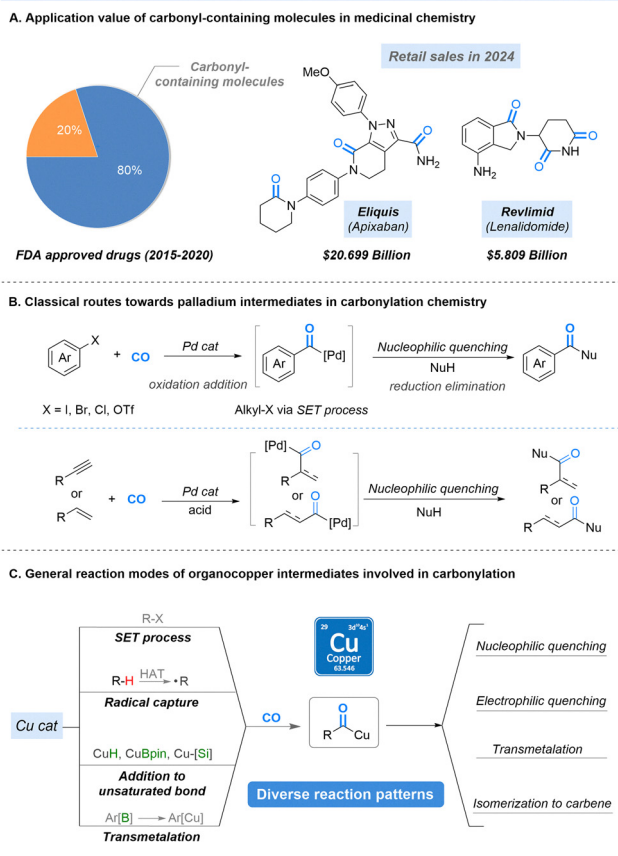 A. Application value of carbonyl-containing molecules in medicinal chemistry
Carbonyl-
containing molecules
20%
80%
FDA approved drugs (2015-2020)
Retail sales in 2024
MeO
N
N
O
O
N
NH2
O
N
Eliquis
(Apixaban)
$20.699 Billion
O
N
O
O
NH
NH2
Revlimid
(Lenalidomide)
$5.809 Billion
B. Classical routes towards palladium intermediates in carbonylation chemistry
Ar
X
+ CO
Pd cat
oxidation addition
O
Ar
[Pd]
Nucleophilic quenching
NuH
reduction elimination
O
Ar
Nu
X = I, Br, Cl, OTf
Alkyl-X via SET process
R
or
R
+ CO
Pd cat
acid
[Pd]
O
R
or
O
R
[Pd]
Nucleophilic quenching
NuH
Nu
O
R
or
O
R
Nu
C. General reaction modes of organocopper intermediates involved in carbonylation
Cu cat
R-X
SET process
R-H HAT •R
Radical capture
CuH, CuBpin, Cu-[Si]
Addition to
unsaturated bond
Ar[B] Ar[Cu]
Transmetalation
CO
29 3d¹⁰4s¹
Cu
Copper
63.546
O
R
Cu
Diverse reaction patterns
Nucleophilic quenching
Electrophilic quenching
Transmetalation
Isomerization to carbene